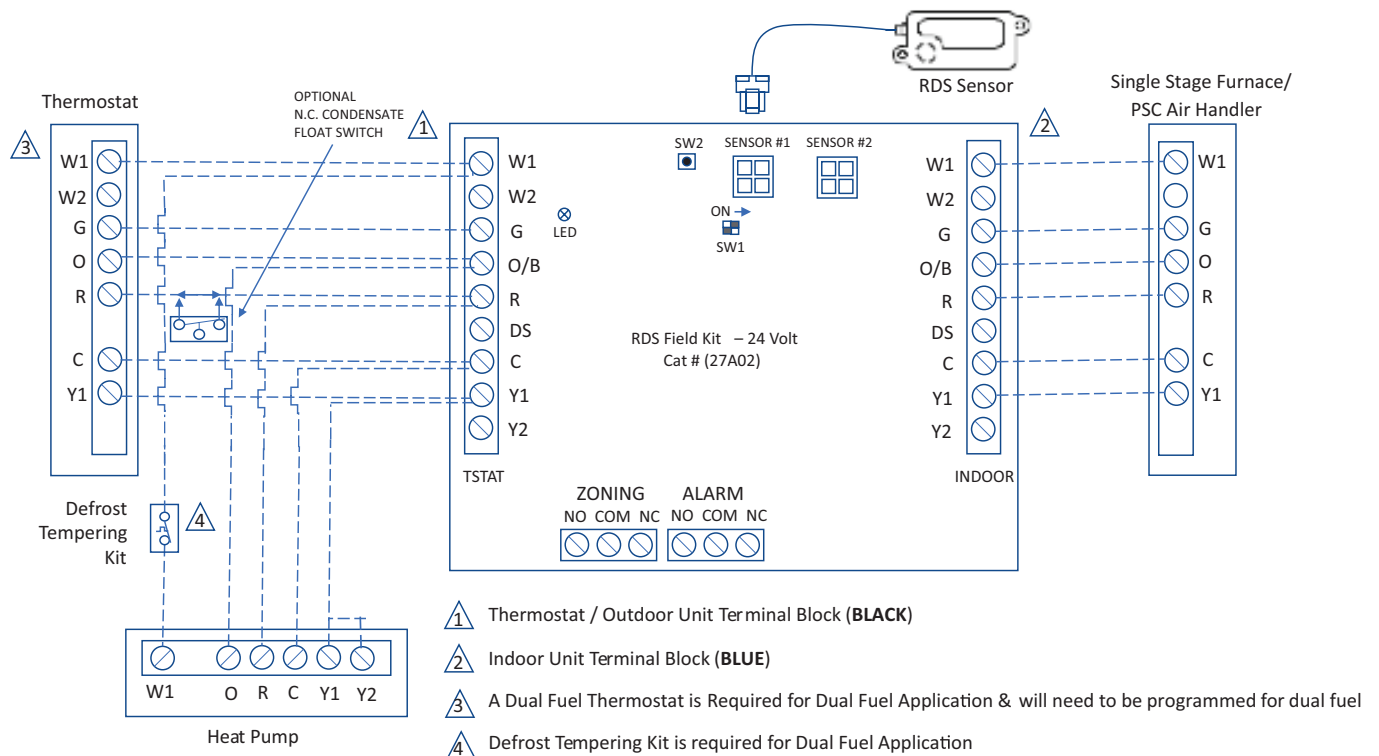 RDS Sensor
Single Stage Furnace/
PSC Air Handler
Thermostat
OPTIONAL
N.C. CONDENSATE
FLOAT SWITCH
1
2
3
SW2
SENSOR #1
SENSOR #2
ON
SW1
LED
W1
W2
G
O
R
C
Y1
W1
W2
G
O/B
R
DS
C
Y1
Y2
TSTAT
RDS Field Kit – 24 Volt
Cat # (27A02)
W1
W2
G
O/B
R
DS
C
Y1
Y2
INDOOR
W1
G
O
R
C
Y1
ZONING
NO COM NC
ALARM
NO COM NC
Defrost
Tempering
Kit
4
W1 O R C Y1 Y2
Heat Pump
1 Thermostat / Outdoor Unit Terminal Block (BLACK)
2 Indoor Unit Terminal Block (BLUE)
3 A Dual Fuel Thermostat is Required for Dual Fuel Application & will need to be programmed for dual fuel
4 Defrost Tempering Kit is required for Dual Fuel Application